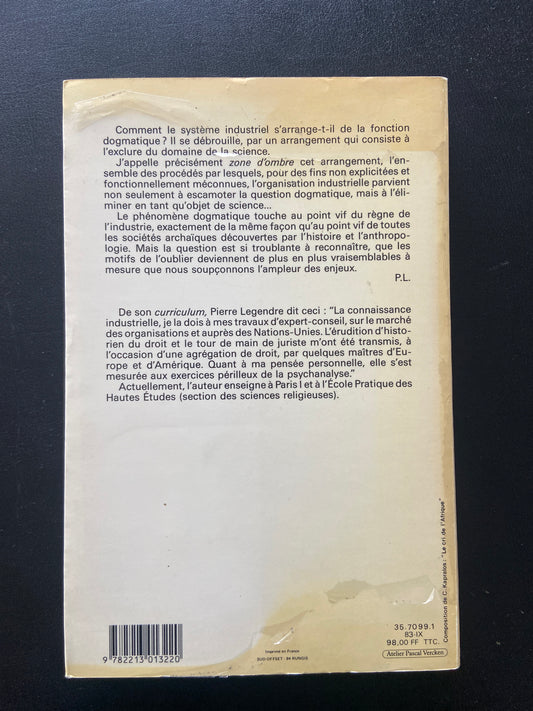 Comment le système industriel s'arrange-t-il de la fonction
dogmatique ? Il se débrouille, par un arrangement qui consiste à
l'exclure du domaine de la science.
J'appelle précisément zone d'ombre cet arrangement, l'en-
semble des procédés par lesquels, pour des fins non explicitées et
fonctionnellement méconnues, l'organisation industrielle parvient
non seulement à escamoter la question dogmatique, mais à l'éli-
miner en tant qu'objet de science...
Le phénomène dogmatique touche au point vif du règne de
l'industrie, exactement de la même façon qu'au point vif de toutes
les sociétés archaïques découvertes par l'histoire et l'anthropo-
logie. Mais la question est si troublante à reconnaître, que les
motifs de l'oublier deviennent de plus en plus vraisemblables à
mesure que nous soupçonnons l'ampleur des enjeux.
P.L.
De son curriculum, Pierre Legendre dit ceci : "La connaissance
industrielle, je la dois à mes travaux d'expert-conseil, sur le marché
des organisations et auprès des Nations-Unies. L'érudition d'histo-
rien du droit et le tour de main de juriste m'ont été transmis, à
l'occasion d'une agrégation de droit, par quelques maîtres d'Eu-
rope et d'Amérique. Quant à ma pensée personnelle, elle s'est
mesurée aux exercices périlleux de la psychanalyse."
Actuellement, l'auteur enseigne à Paris I et à l'École Pratique des
Hautes Études (section des sciences religieuses).
Composition de C. Kapralos : "Le cri de l'Afrique"
35.7099.1
83-IX
98,00 FF TTC.
Atelier Pascal Vercken
Imprimé en France
SUD-OFFSET - 94 RUNGIS
9 782213 013220